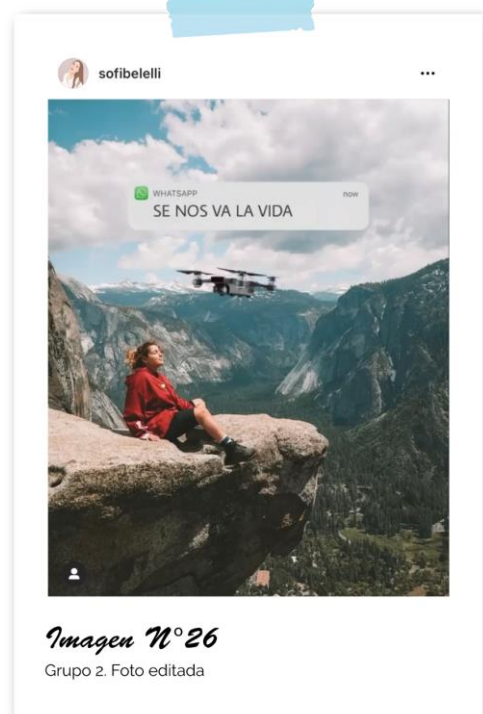 sofibelelli
WHATSAPP now
SE NOS VA LA VIDA
Imagen N°26
Grupo 2. Foto editada